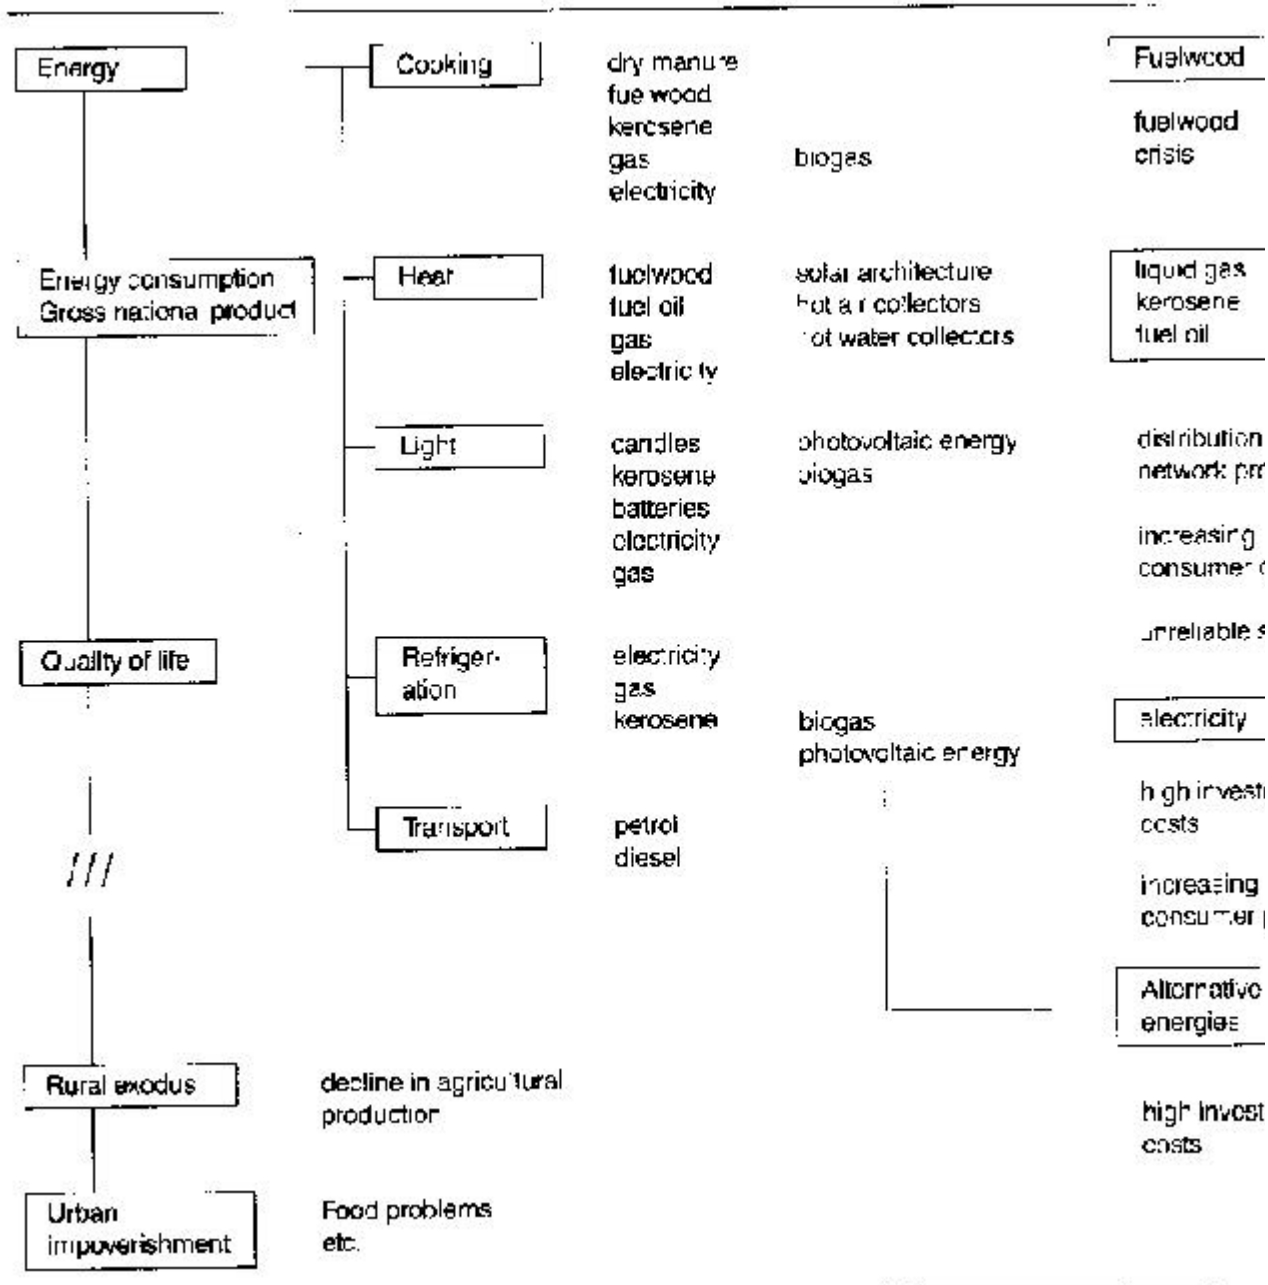 Energy
Energy consumption
Gross national product
Quality of life
///
Rural exodus
decline in agricultural
production
Urban
impoverishment
Food problems
etc.
Cooking
dry manure
fuelwood
kerosene
gas
electricity
biogas
Heat
fuelwood
fuel oil
gas
electricity
solar architecture
hot air collectors
hot water collectors
Light
candles
kerosene
batteries
electricity
gas
photovoltaic energy
biogas
Refriger-
ation
electricity
gas
kerosene
biogas
photovoltaic energy
Transport
petrol
diesel
Fuelwood
fuelwood
crisis
liquid gas
kerosene
fuel oil
distribution
network
increasing
consumer
unreliable
electricity
high
costs
increasing
consumer
Alternative
energies
high
costs